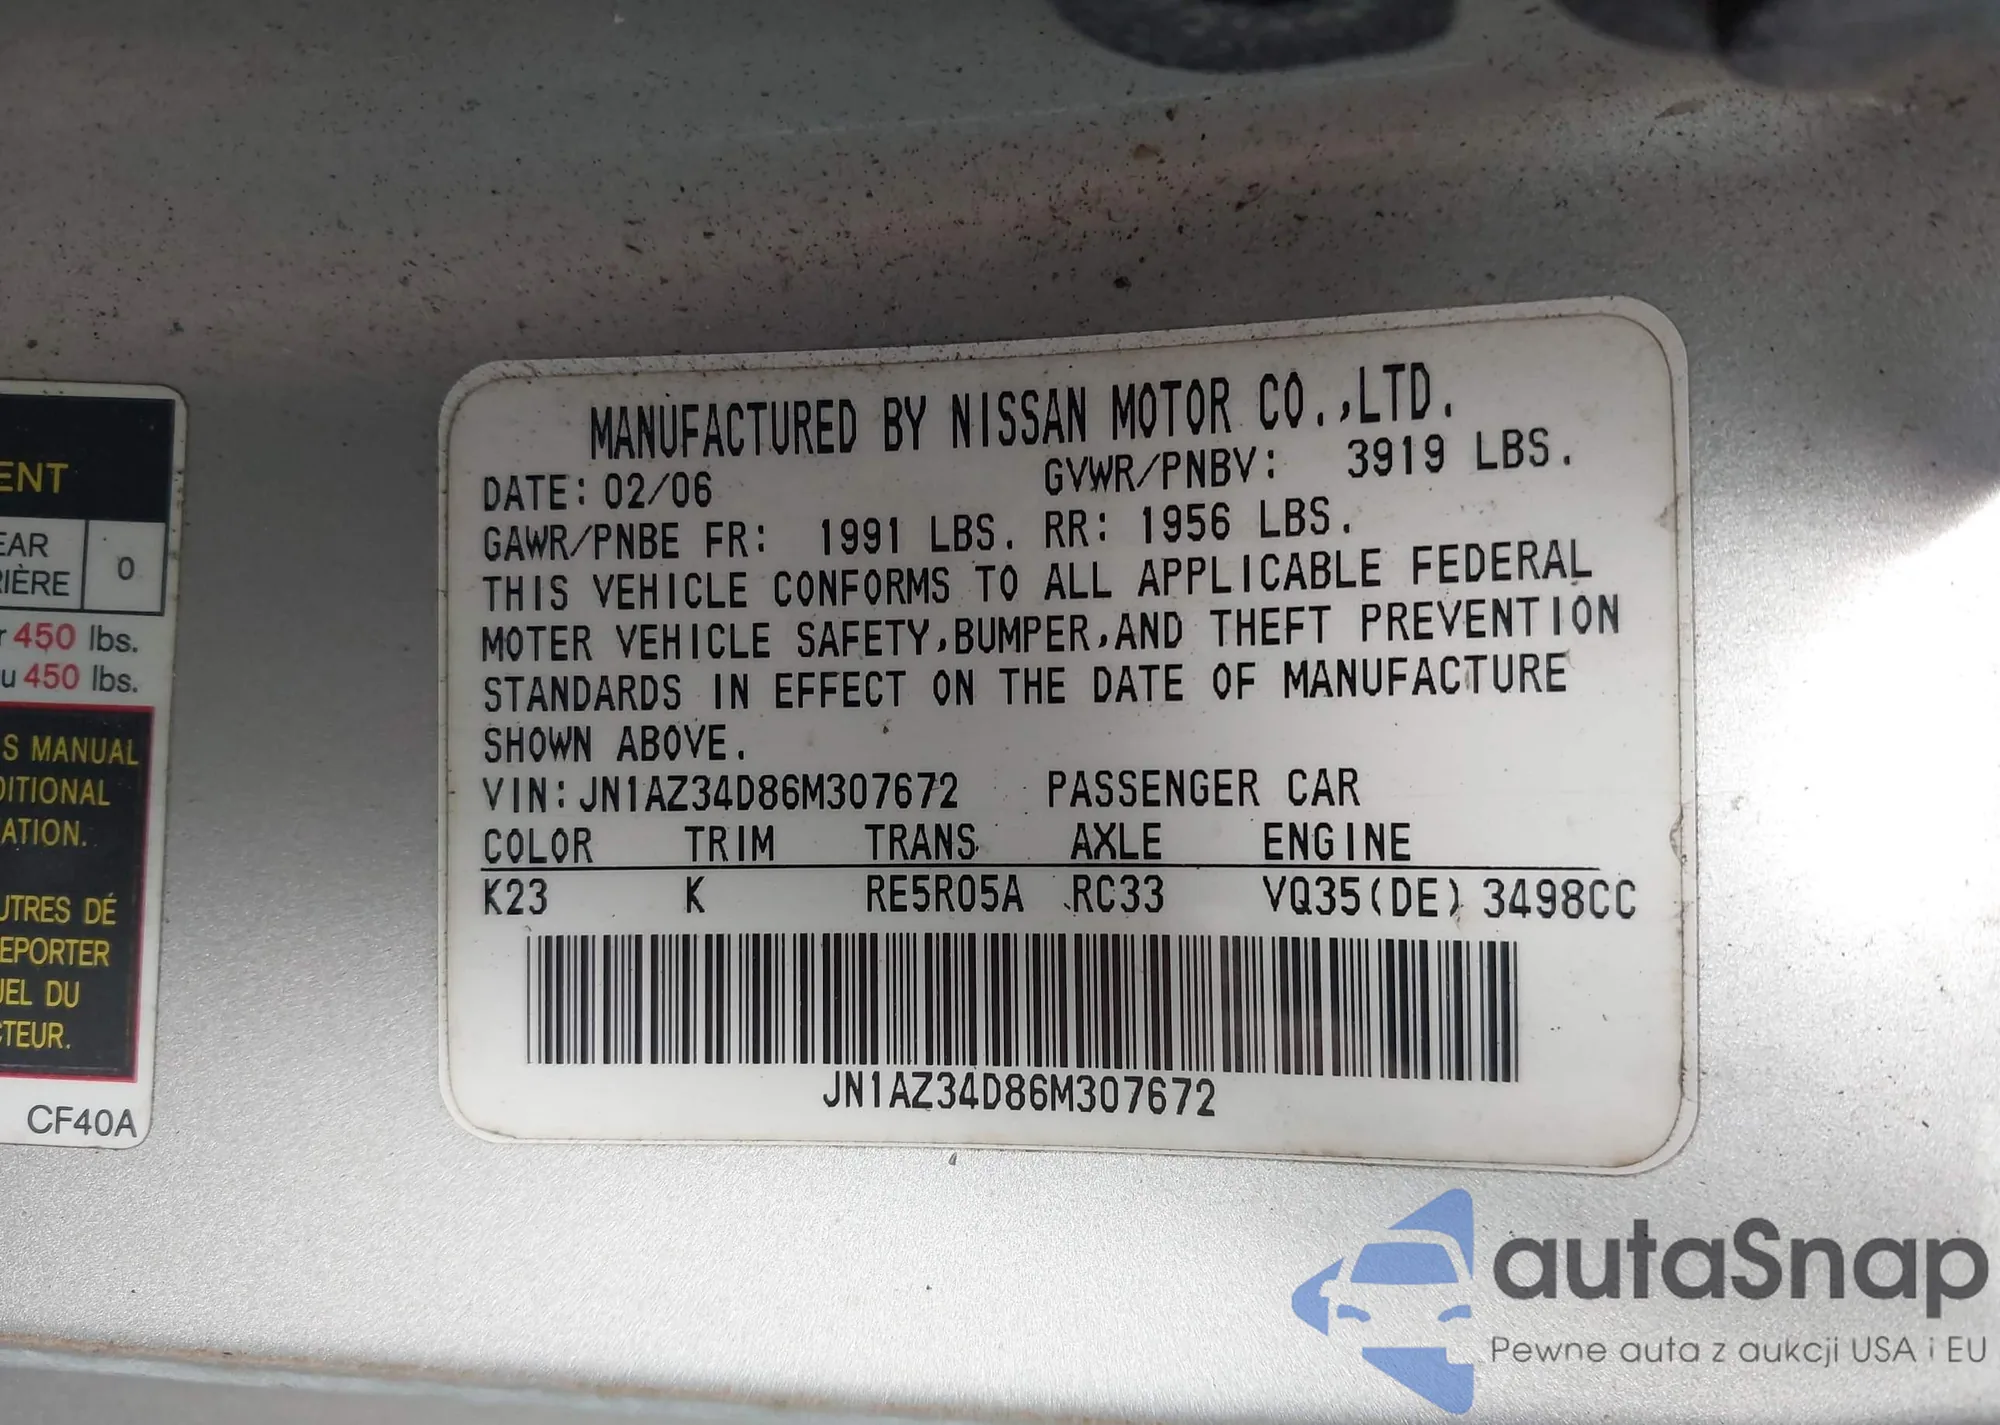 MANUFACTURED BY NISSAN MOTOR CO.,LTD.
DATE: 02/06 GVWR/PNBV: 3919 LBS.
GAWR/PNBE FR: 1991 LBS. RR: 1956 LBS.
THIS VEHICLE CONFORMS TO ALL APPLICABLE FEDERAL
MOTER VEHICLE SAFETY,BUMPER,AND THEFT PREVENTION
STANDARDS IN EFFECT ON THE DATE OF MANUFACTURE
SHOWN ABOVE.
VIN:JN1AZ34D86M307672 PASSENGER CAR
COLOR TRIM TRANS AXLE ENGINE
K23 K RE5R05A RC33 VQ35(DE) 3498CC
JN1AZ34D86M307672
ENT
EAR 0
IÈRE
r 450 lbs.
u 450 lbs.
S MANUAL
DITIONAL
ATION.
UTRES DÉ
EPORTER
UEL DU
CTEUR.
CF40A
autaSnap
Pewne auta z aukcji USA i EU